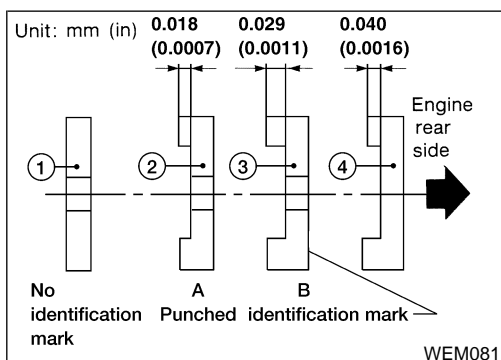 Unit: mm (in)
0.018
(0.0007)
0.029
(0.0011)
0.040
(0.0016)
Engine
rear
side
1
2
3
4
No
identification
mark
A
B
Punched identification mark
WEM081